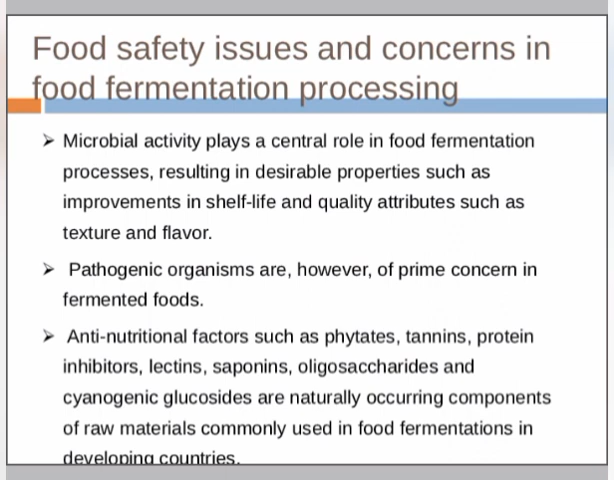 Food safety issues and concerns in
food fermentation processing
➢ Microbial activity plays a central role in food fermentation
processes, resulting in desirable properties such as
improvements in shelf-life and quality attributes such as
texture and flavor.
➢ Pathogenic organisms are, however, of prime concern in
fermented foods.
➢ Anti-nutritional factors such as phytates, tannins, protein
inhibitors, lectins, saponins, oligosaccharides and
cyanogenic glucosides are naturally occurring components
of raw materials commonly used in food fermentations in
developing countries.